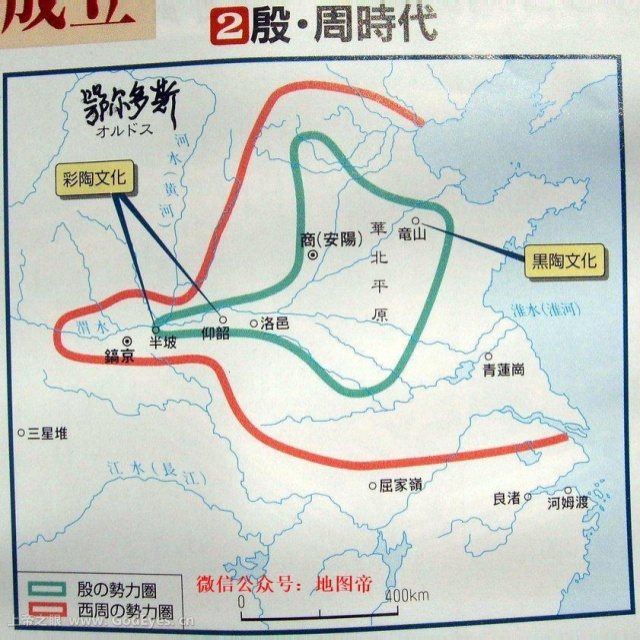 成立
2 殷・周時代
鄂尔多斯
オルドス
河水(黄河)
彩陶文化
商(安陽)
華北平原
竜山
黒陶文化
渭水
鎬京
半坡
仰韶
洛邑
淮水(淮河)
青蓮崗
三星堆
江水(長江)
屈家嶺
良渚
河姆渡
殷の勢力圏
西周の勢力圏
微信公众号：地图帝
0
400km
上帝之眼 www.GodEyes.cn